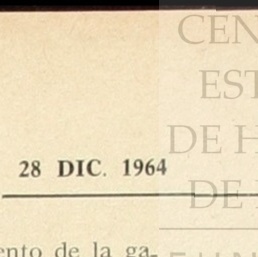 CEN
EST
DE H
DE
28 DIC. 1964
ento de la ga-